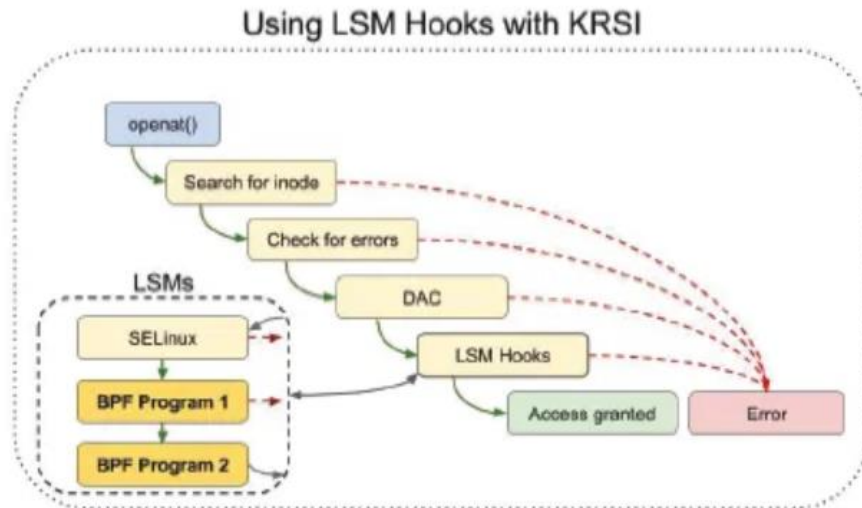 Using LSM Hooks with KRSI
openat()
Search for inode
Check for errors
LSMs
DAC
SELinux
LSM Hooks
BPF Program 1
Access granted
Error
BPF Program 2